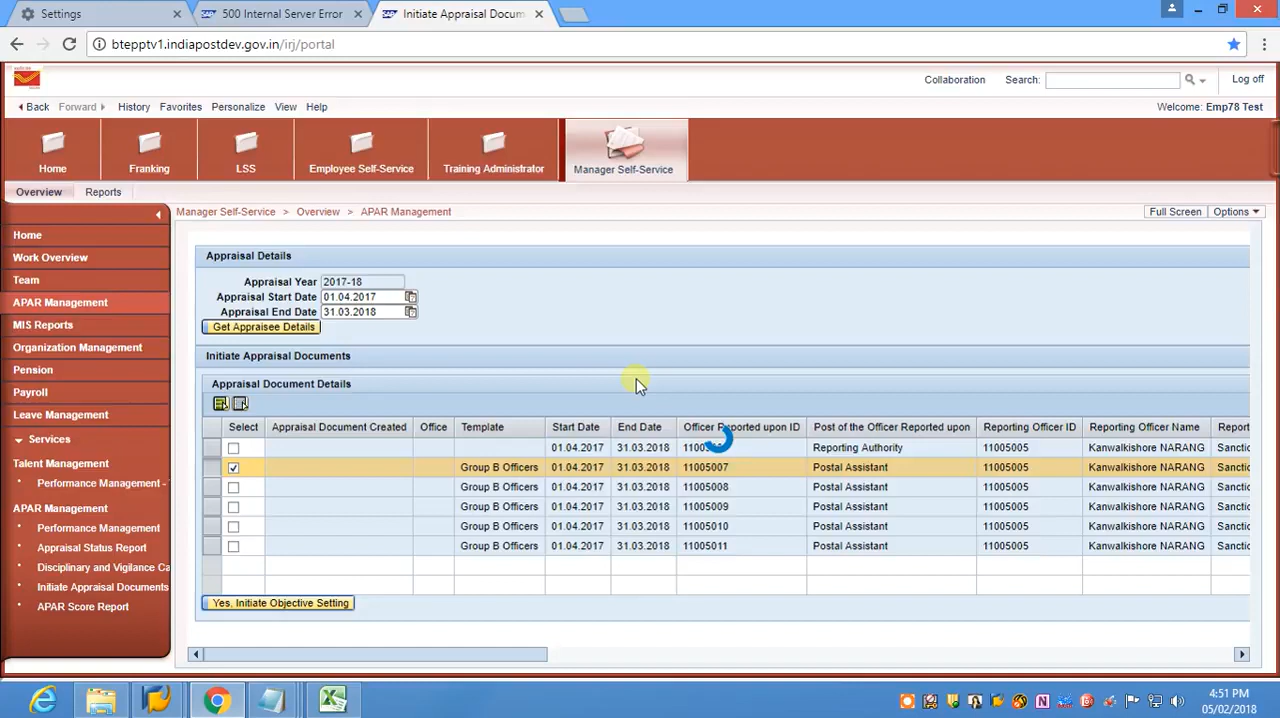 Settings
500 Internal Server Error
Initiate Appraisal Docum
bteppptv1.indiapostdev.gov.in/irj/portal
Collaboration Search: Log off
Back Forward History Favorites Personalize View Help Welcome: Emp78 Test
Home Franking LSS Employee Self-Service Training Administrator Manager Self-Service
Overview Reports
Manager Self-Service > Overview > APAR Management Full Screen Options
Home
Work Overview
Team
APAR Management
MIS Reports
Organization Management
Pension
Payroll
Leave Management
Services
Talent Management
Performance Management -
APAR Management
Performance Management
Appraisal Status Report
Disciplinary and Vigilance Ca
Initiate Appraisal Documents
APAR Score Report
Appraisal Details
Appraisal Year 2017-18
Appraisal Start Date 01.04.2017
Appraisal End Date 31.03.2018
Get Appraisee Details
Initiate Appraisal Documents
Appraisal Document Details
Select Appraisal Document Created Office Template Start Date End Date Officer Reported upon ID Post of the Officer Reported upon Reporting Officer ID Reporting Officer Name Report
01.04.2017 31.03.2018 Reporting Authority 11005005 Kanwalkishore NARANG Sanctic
Group B Officers 01.04.2017 31.03.2018 11005007 Postal Assistant 11005005 Kanwalkishore NARANG Sanctic
Group B Officers 01.04.2017 31.03.2018 11005008 Postal Assistant 11005005 Kanwalkishore NARANG Sanctic
Group B Officers 01.04.2017 31.03.2018 11005009 Postal Assistant 11005005 Kanwalkishore NARANG Sanctic
Group B Officers 01.04.2017 31.03.2018 11005010 Postal Assistant 11005005 Kanwalkishore NARANG Sanctic
Group B Officers 01.04.2017 31.03.2018 11005011 Postal Assistant 11005005 Kanwalkishore NARANG Sanctic
Yes, Initiate Objective Setting
4:51 PM
05/02/2018